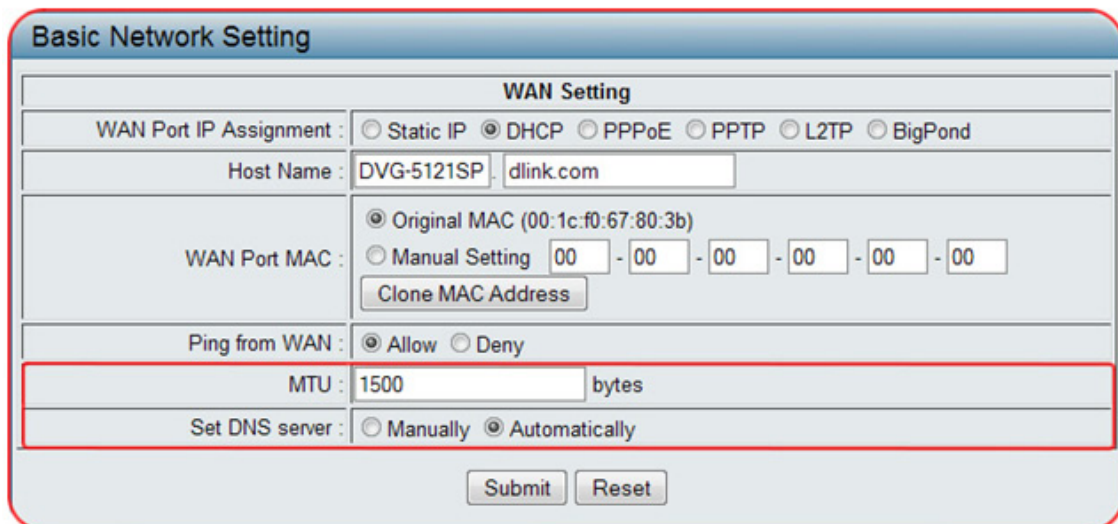 Basic Network Setting
WAN Setting
WAN Port IP Assignment : Static IP DHCP PPPoE PPTP L2TP BigPond
Host Name : DVG-5121SP . dlink.com
Original MAC (00:1c:f0:67:80:3b)
WAN Port MAC : Manual Setting 00 - 00 - 00 - 00 - 00 - 00
Clone MAC Address
Ping from WAN : Allow Deny
MTU : 1500 bytes
Set DNS server : Manually Automatically
Submit Reset